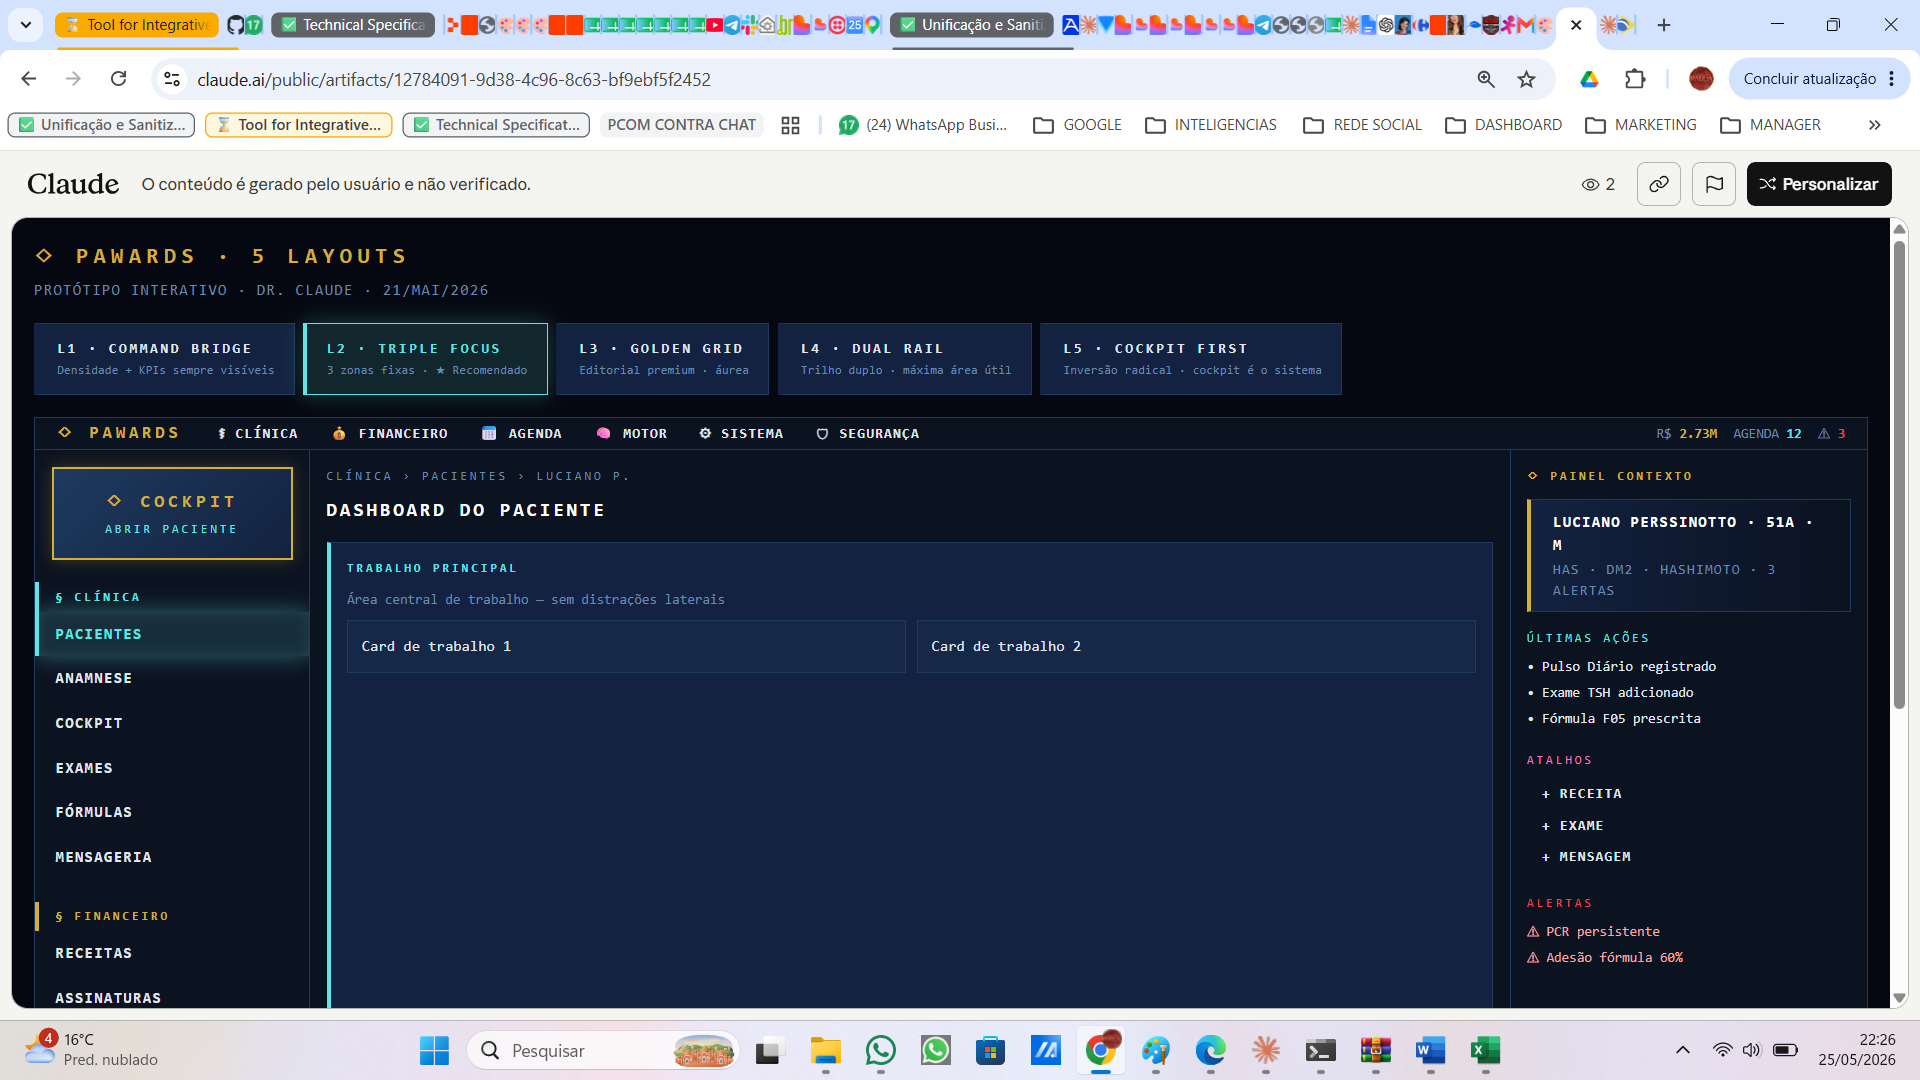 Tool for Integrative
17
Technical Specifica
25
Unificação e Saniti
claude.ai/public/artifacts/12784091-9d38-4c96-8c63-bf9ebf5f2452
Concluir atualização
Unificação e Sanitiz...
Tool for Integrative...
Technical Specificat...
PCOM CONTRA CHAT
17
(24) WhatsApp Busi...
GOOGLE
INTELIGENCIAS
REDE SOCIAL
DASHBOARD
MARKETING
MANAGER
»
Claude
O conteúdo é gerado pelo usuário e não verificado.
2
Personalizar
◇ PAWARDS · 5 LAYOUTS
PROTÓTIPO INTERATIVO · DR. CLAUDE · 21/MAI/2026
L1 · COMMAND BRIDGE
Densidade + KPIs sempre visíveis
L2 · TRIPLE FOCUS
3 zonas fixas · ★ Recomendado
L3 · GOLDEN GRID
Editorial premium · áurea
L4 · DUAL RAIL
Trilho duplo · máxima área útil
L5 · COCKPIT FIRST
Inversão radical · cockpit é o sistema
◇ PAWARDS
CLÍNICA
FINANCEIRO
AGENDA
MOTOR
SISTEMA
SEGURANÇA
R$ 2.73M
AGENDA 12
⚠ 3
◇ COCKPIT
ABRIR PACIENTE
§ CLÍNICA
PACIENTES
ANAMNESE
COCKPIT
EXAMES
FÓRMULAS
MENSAGERIA
§ FINANCEIRO
RECEITAS
ASSINATURAS
CLÍNICA › PACIENTES › LUCIANO P.
DASHBOARD DO PACIENTE
TRABALHO PRINCIPAL
Área central de trabalho — sem distrações laterais
Card de trabalho 1
Card de trabalho 2
◇ PAINEL CONTEXTO
LUCIANO PERSSINOTTO · 51A ·
M
HAS · DM2 · HASHIMOTO · 3
ALERTAS
ÚLTIMAS AÇÕES
• Pulso Diário registrado
• Exame TSH adicionado
• Fórmula F05 prescrita
ATALHOS
+ RECEITA
+ EXAME
+ MENSAGEM
ALERTAS
⚠ PCR persistente
⚠ Adesão fórmula 60%
4
16°C
Pred. nublado
Pesquisar
22:26
25/05/2026